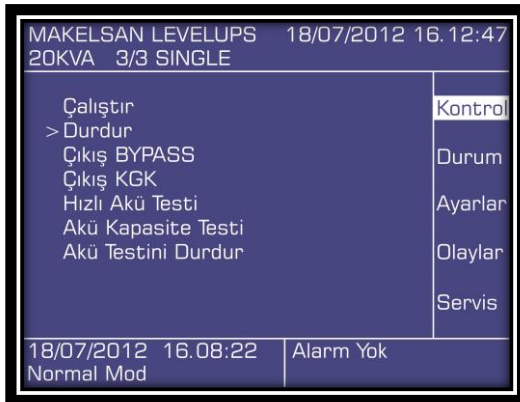 MAKELSAN LEVELUPS 18/07/2012 16.12:47
20KVA 3/3 SINGLE
Çalıştır
>Durdur
Çıkış BYPASS
Çıkış KGK
Hızlı Akü Testi
Akü Kapasite Testi
Akü Testini Durdur
Kontrol
Durum
Ayarlar
Olaylar
Servis
18/07/2012 16.08:22 Alarm Yok
Normal Mod